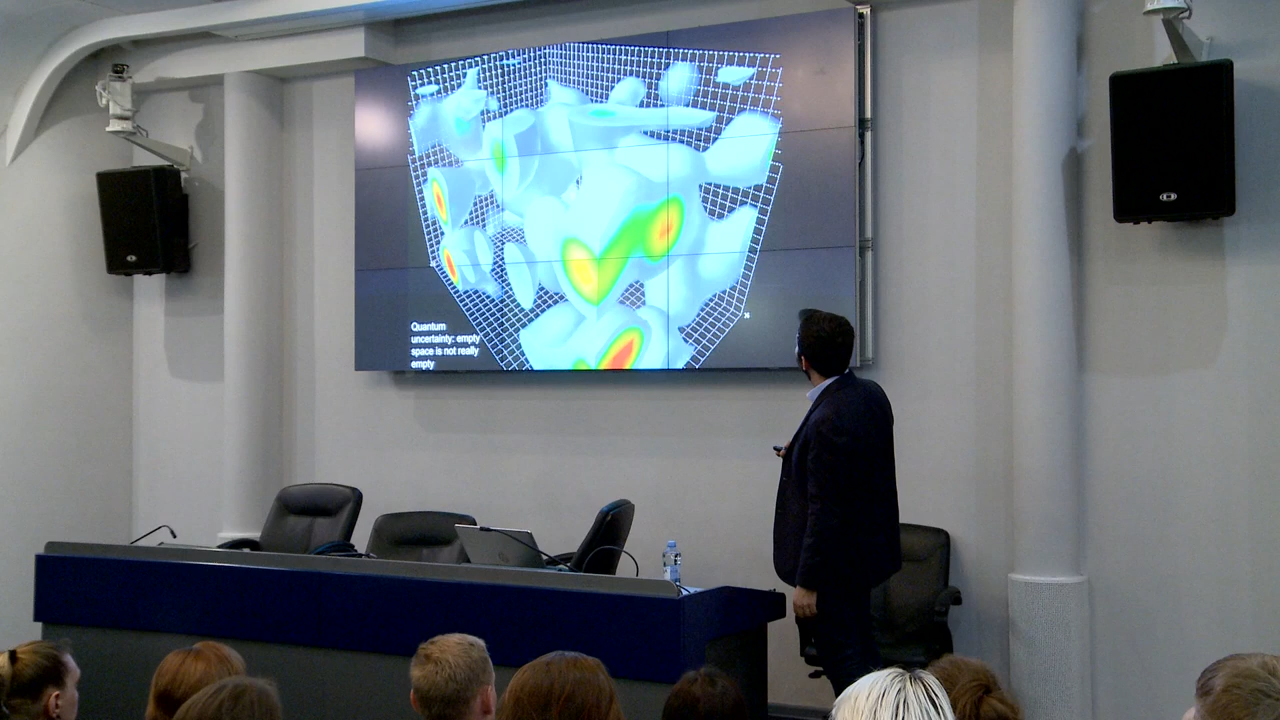 Quantum
uncertainty: empty
space is not really
empty